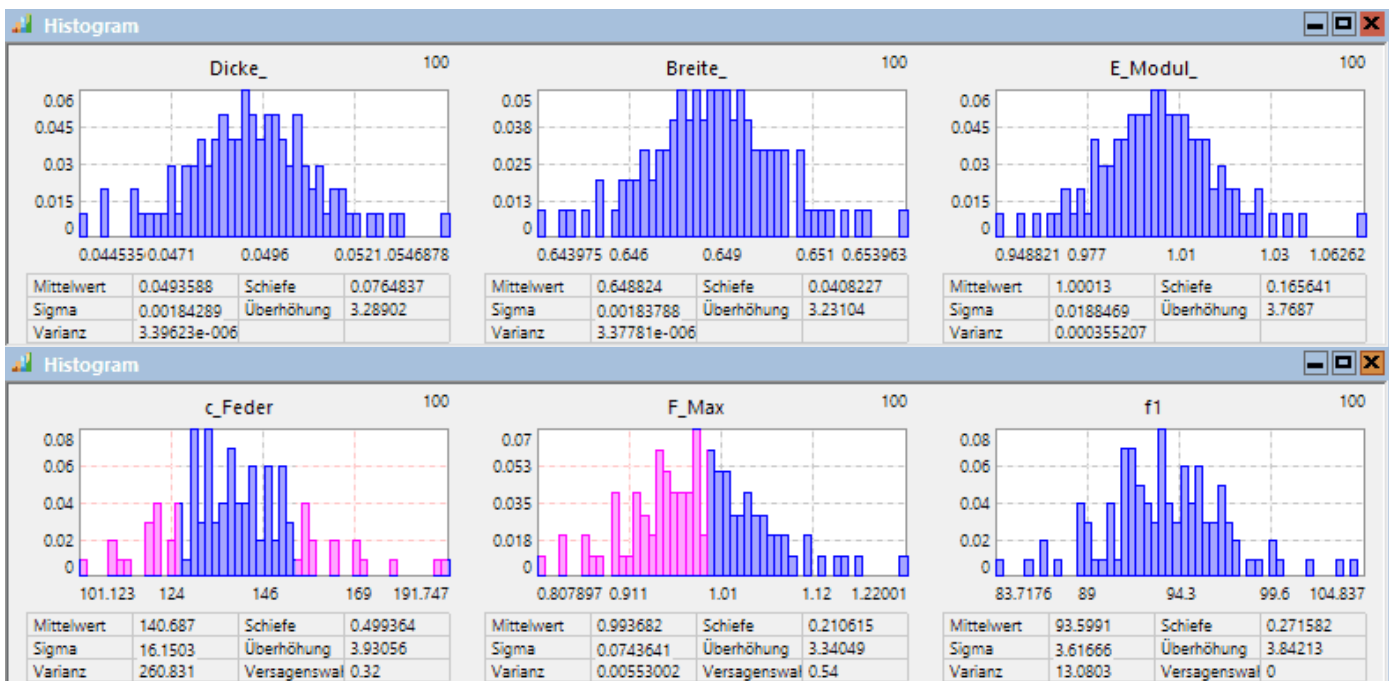 Histogram
Dicke_ 100 Breite_ 100 E_Modul_ 100
0.06 0.05 0.06
0.045 0.038 0.045
0.03 0.025 0.03
0.015 0.013 0.015
0 0 0
0.044535 0.0471 0.0496 0.0521 0.0546878 0.643975 0.646 0.649 0.651 0.653963 0.948821 0.977 1.01 1.03 1.06262
Mittelwert 0.0493588 Schiefe 0.0764837 Mittelwert 0.648824 Schiefe 0.0408227 Mittelwert 1.00013 Schiefe 0.165641
Sigma 0.00184289 Überhöhung 3.28902 Sigma 0.00183788 Überhöhung 3.23104 Sigma 0.0188469 Überhöhung 3.7687
Varianz 3.39623e-006 Varianz 3.37781e-006 Varianz 0.000355207
Histogram
c_Feder 100 F_Max 100 f1 100
0.08 0.07 0.08
0.06 0.053 0.06
0.04 0.035 0.04
0.02 0.018 0.02
0 0 0
101.123 124 146 169 191.747 0.807897 0.911 1.01 1.12 1.22001 83.7176 89 94.3 99.6 104.837
Mittelwert 140.687 Schiefe 0.499364 Mittelwert 0.993682 Schiefe 0.210615 Mittelwert 93.5991 Schiefe 0.271582
Sigma 16.1503 Überhöhung 3.93056 Sigma 0.0743641 Überhöhung 3.34049 Sigma 3.61666 Überhöhung 3.84213
Varianz 260.831 Versagenswal 0.32 Varianz 0.00553002 Versagenswal 0.54 Varianz 13.0803 Versagenswal 0